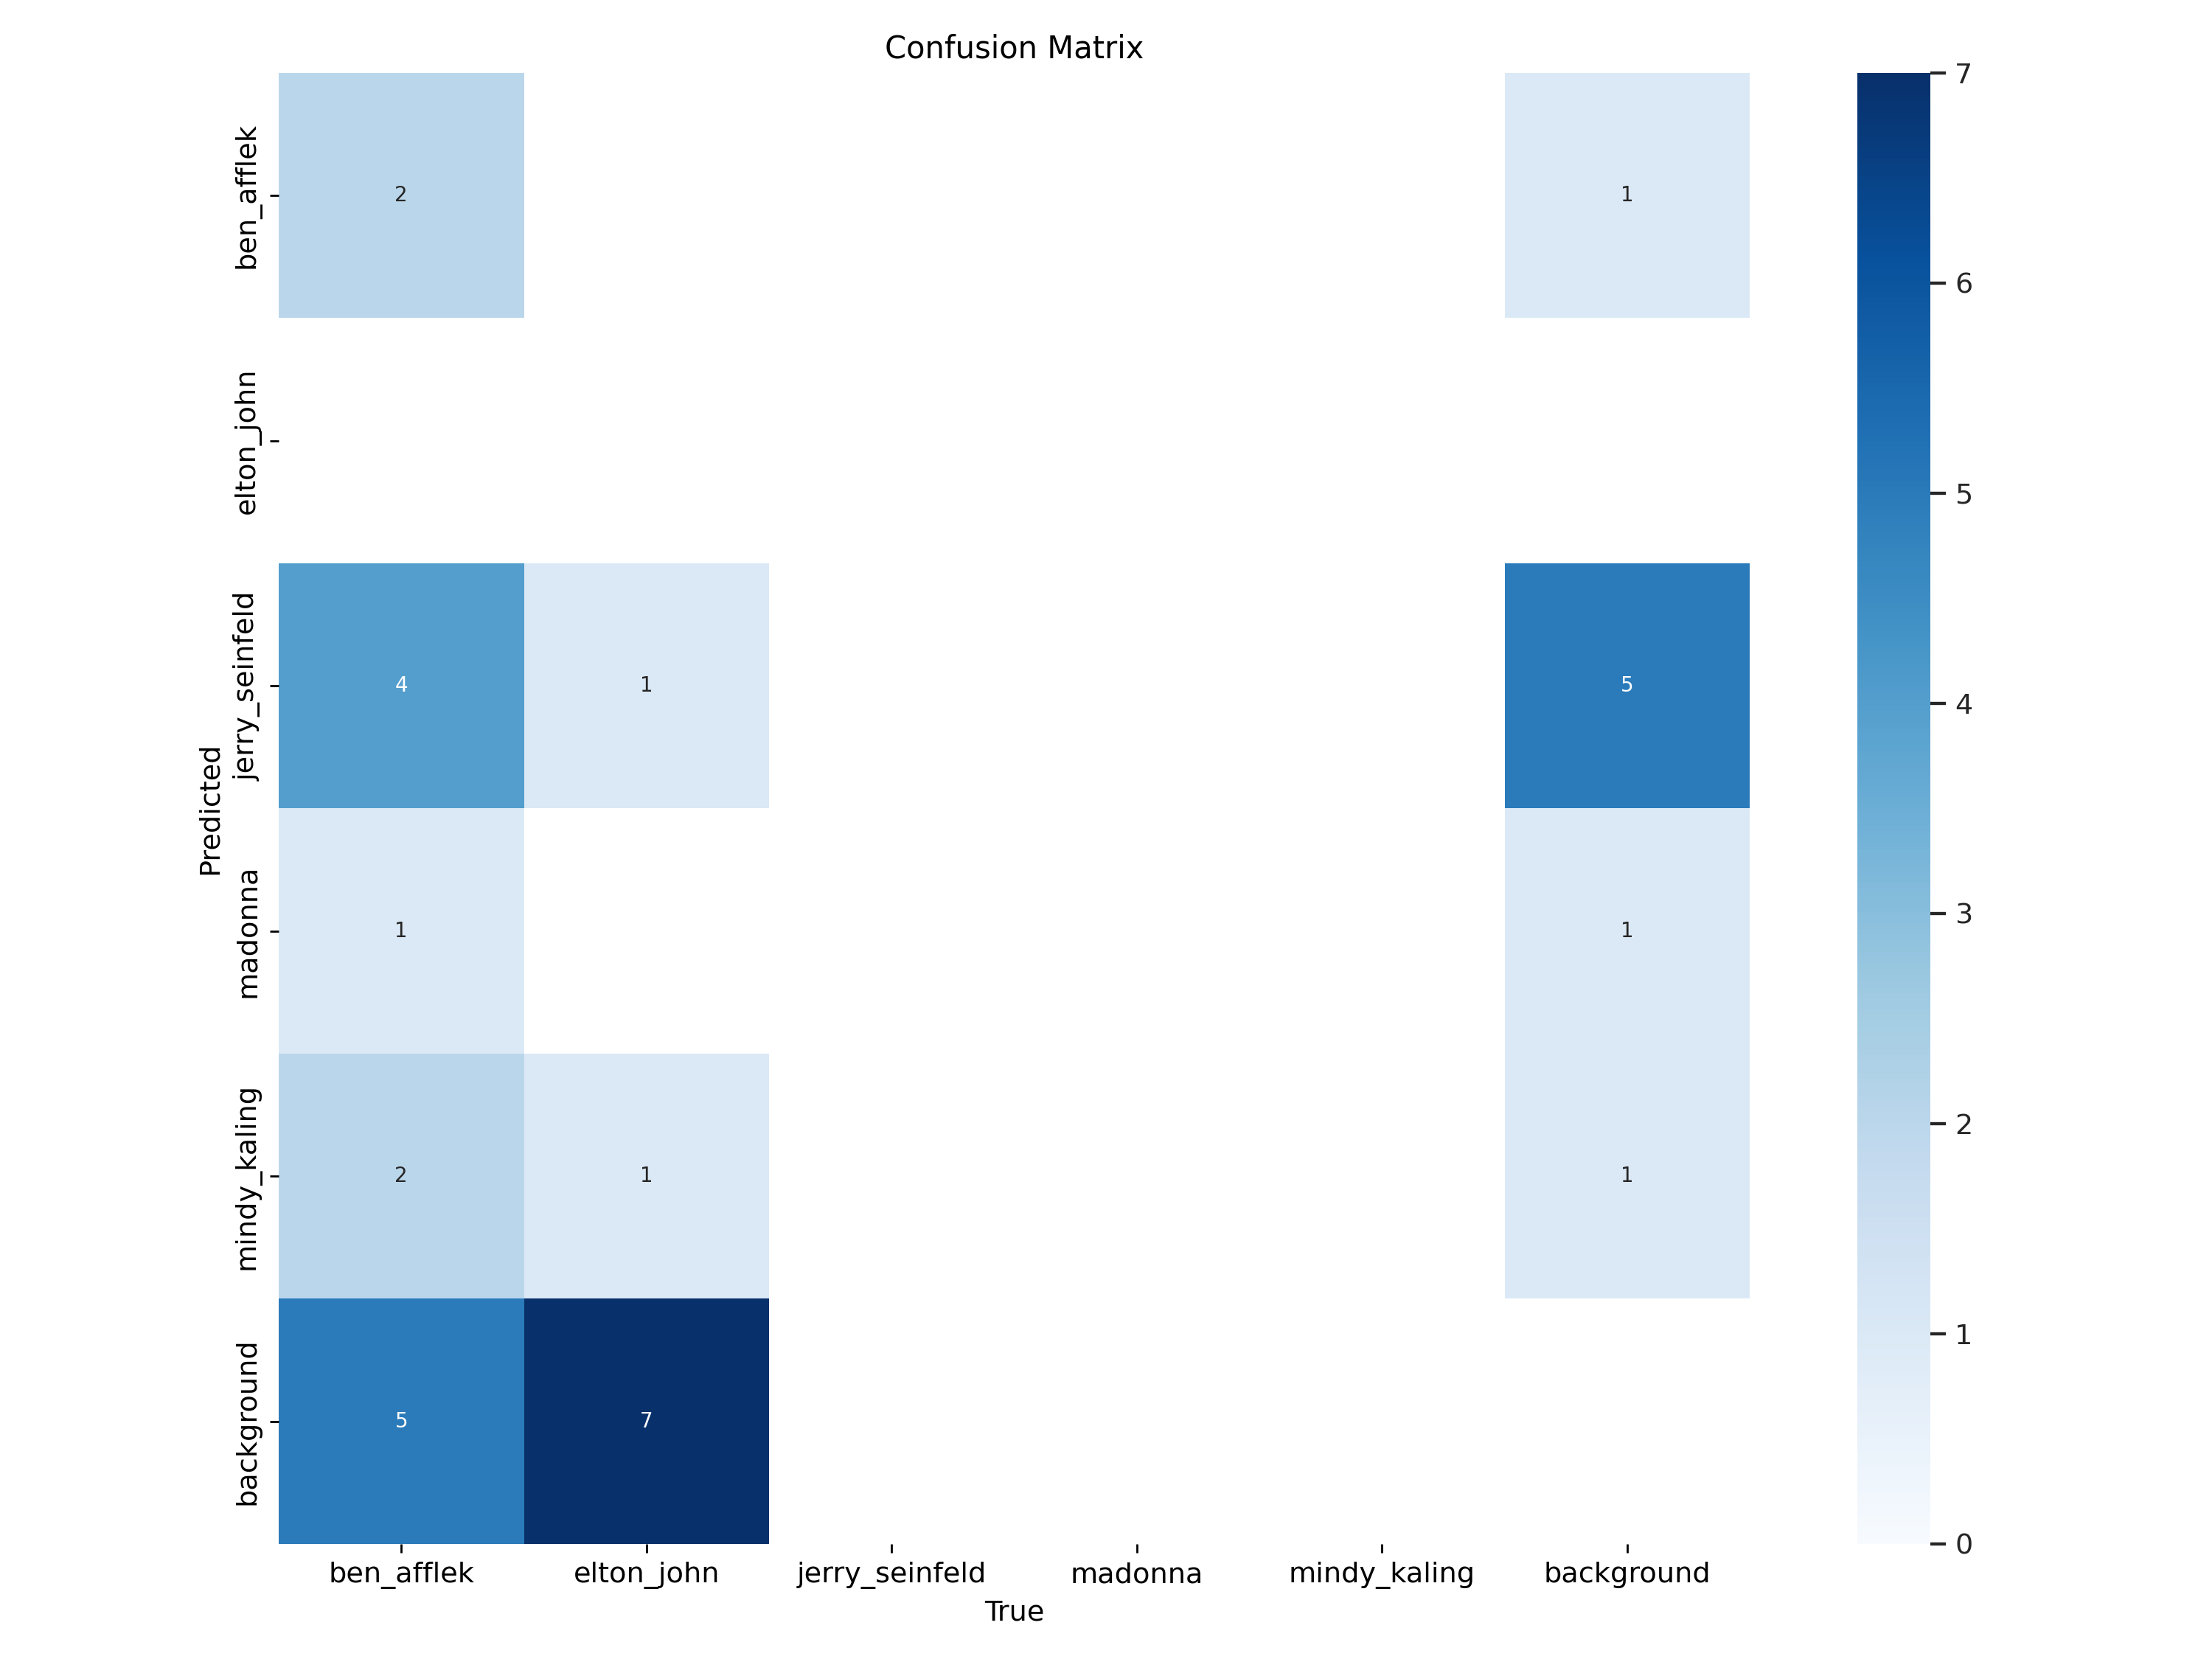 Confusion Matrix
ben_afflek
elton_john
jerry_seinfeld
madonna
mindy_kaling
background
Predicted
2 1
4 1 5
1 1
2 1 1
5 7
ben_afflek elton_john jerry_seinfeld madonna mindy_kaling background
True
7
6
5
4
3
2
1
0